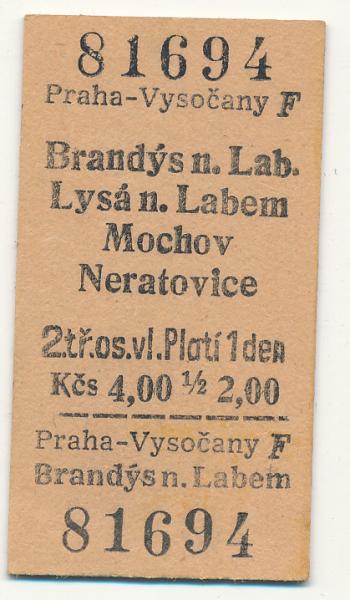 81694
Praha-Vysočany F
Brandýs n. Lab.
Lysá n. Labem
Mochov
Neratovice
2.tř.os.vl.Platí 1 den
Kčs 4,00 ½ 2,00
Praha-Vysočany F
Brandýs n. Labem
81694